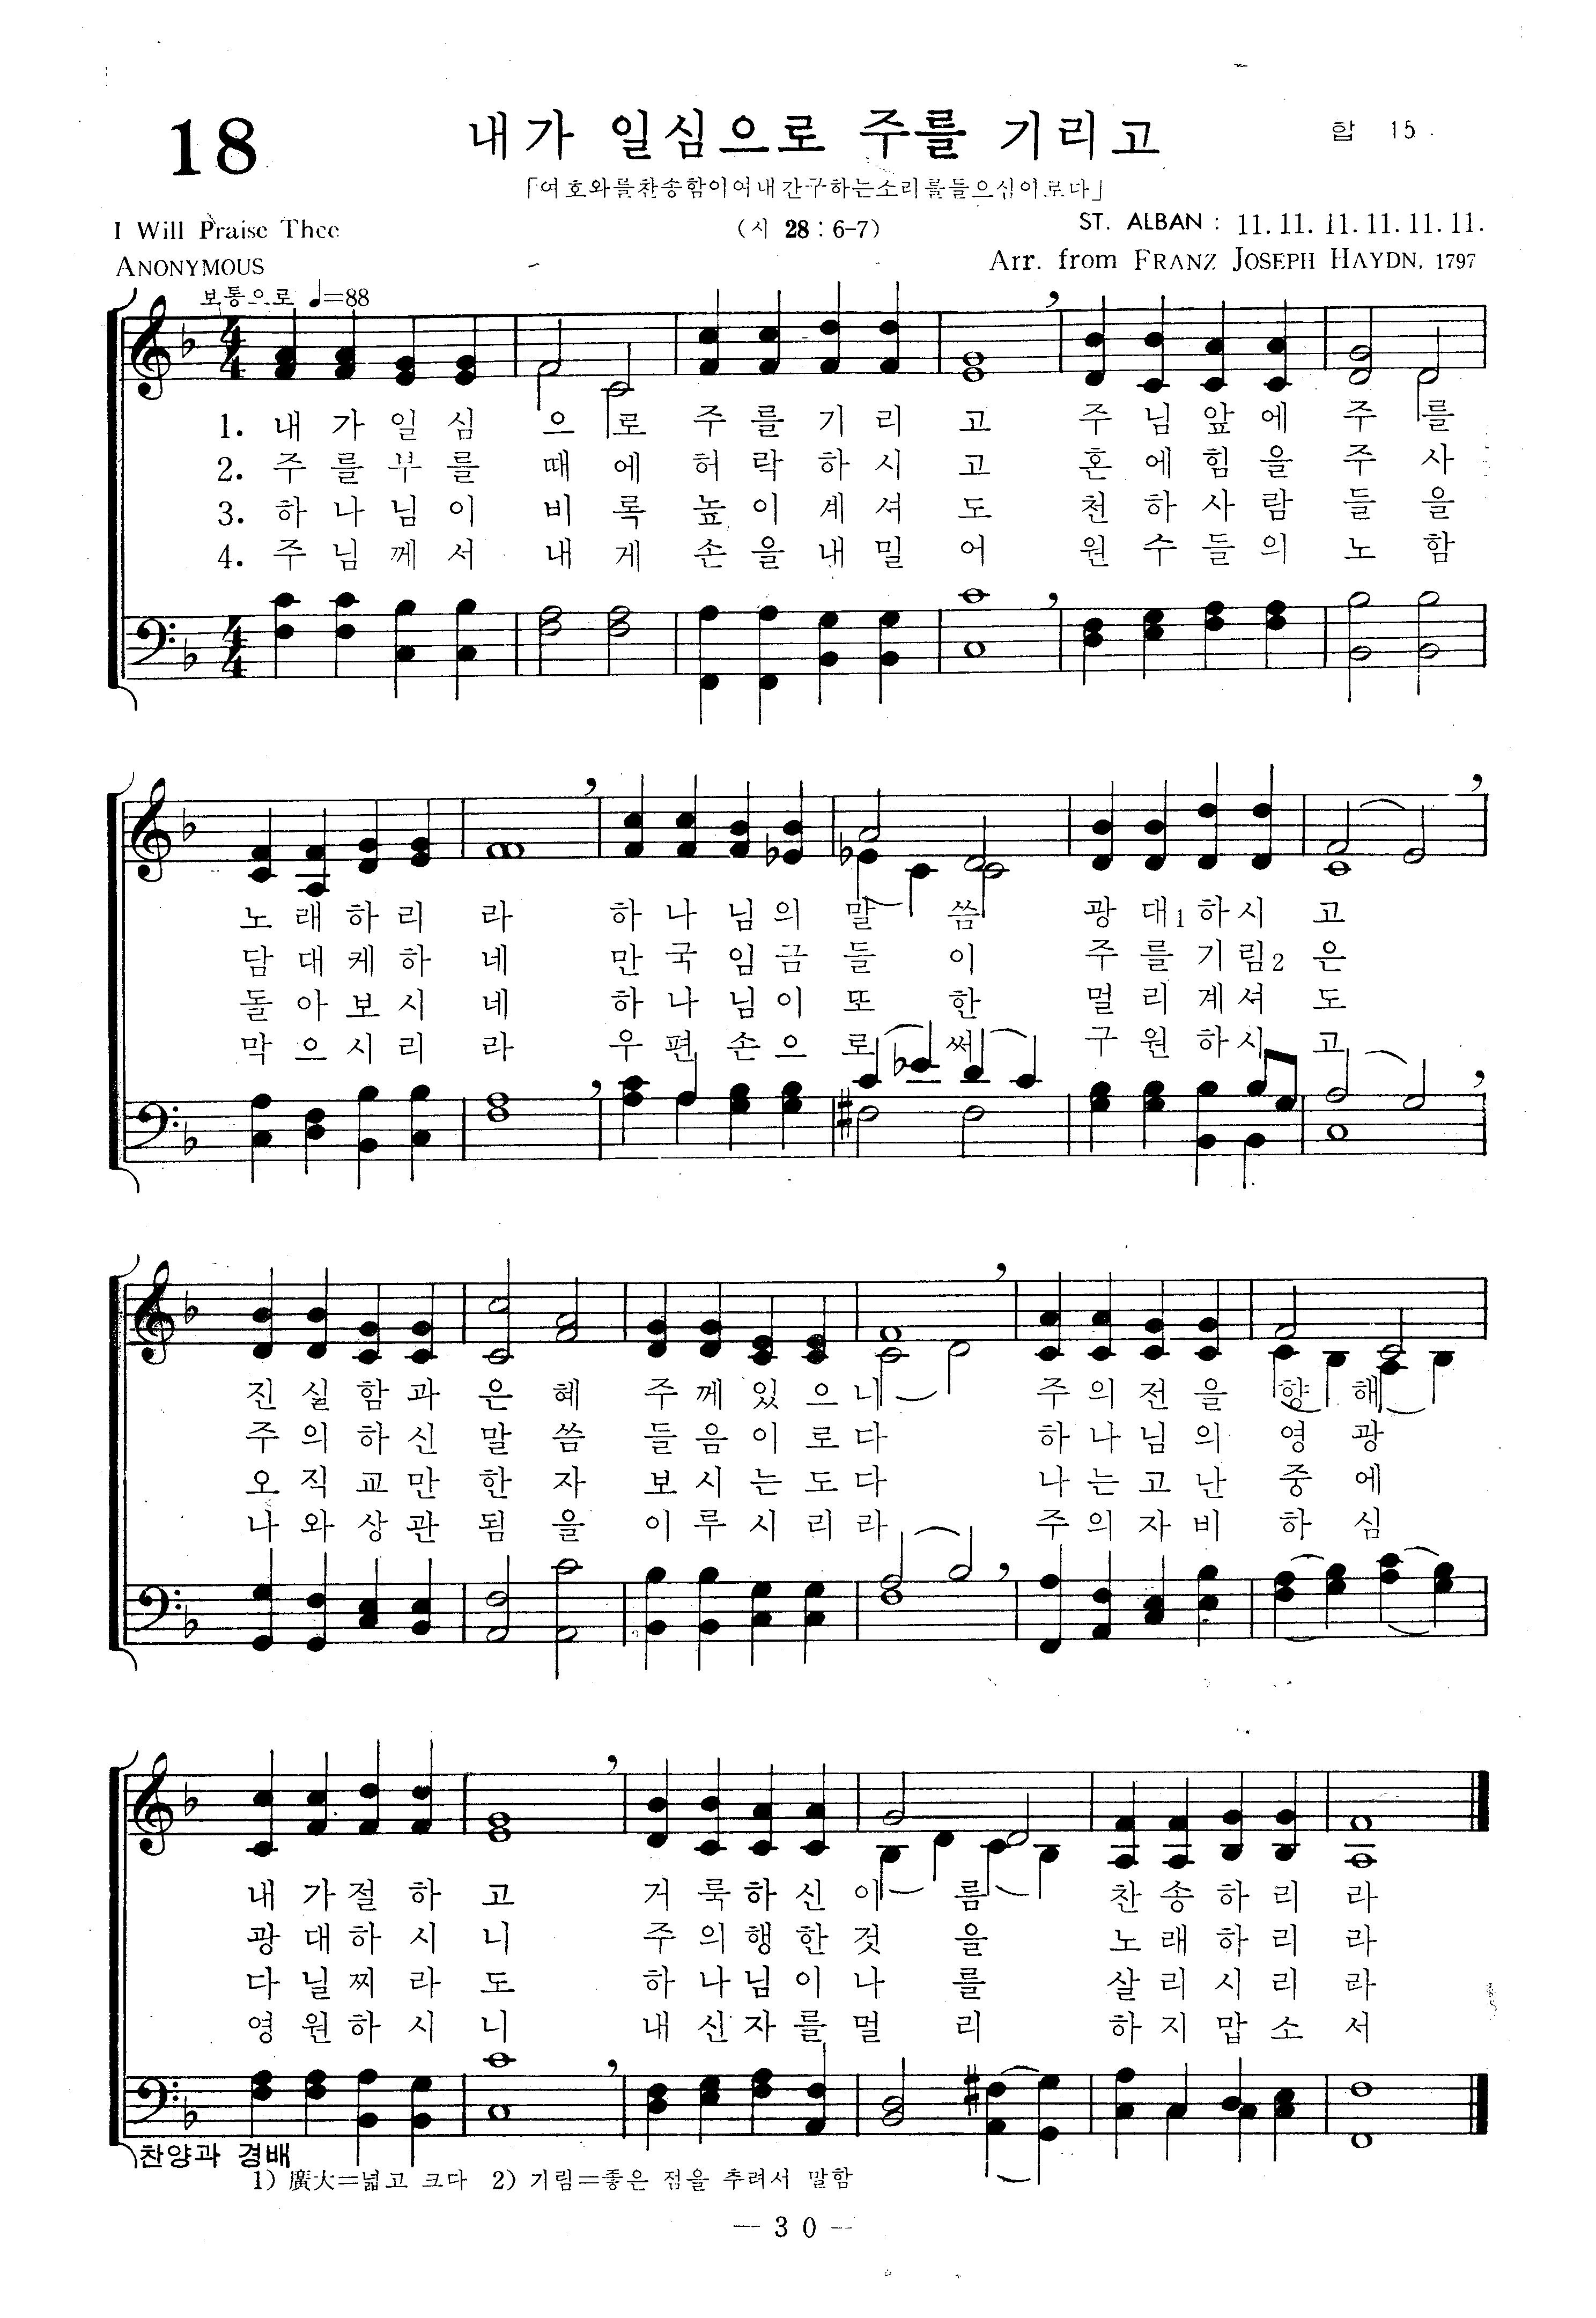 18
내가 일심으로 주를 기리고
합 15
「여호와를찬송함이여내간구하는소리를들으심이로다」
I Will Praise Thee
(시 28 : 6-7)
ST. ALBAN : 11. 11. 11. 11. 11. 11.
ANONYMOUS
Arr. from FRANZ JOSEPH HAYDN, 1797
보통으로 ♩=88
1. 내가일심 으로 주를기리 고 주님앞에 주를
2. 주를부를 때에 허락하시 고 혼에힘을 주사
3. 하나님이 비록 높이계셔 도 천하사람 들을
4. 주님께서 내게 손을내밀 어 원수들의 노함
노래하리 라 하나님의 말씀 광대1하시 고
담대케하 네 만국임금 들이 주를기림2 은
돌아보시 네 하나님이 또한 멀리계셔 도
막으시리 라 우편손으 로써 구원하시 고
진실함과 은혜 주께있으 니 주의전을 향해
주의하신 말씀 들음이로 다 하나님의 영광
오직교만 한자 보시는도 다 나는고난 중에
나와상관 됨을 이루시리 라 주의자비 하심
내가절하 고 거룩하신 이름 찬송하리 라
광대하시 니 주의행한 것을 노래하리 라
다닐찌라 도 하나님이 나를 살리시리 라
영원하시 니 내신자를 멀리 하지맙소 서
찬양과 경배
1) 廣大=넓고 크다 2) 기림=좋은 점을 추려서 말함
— 30 —